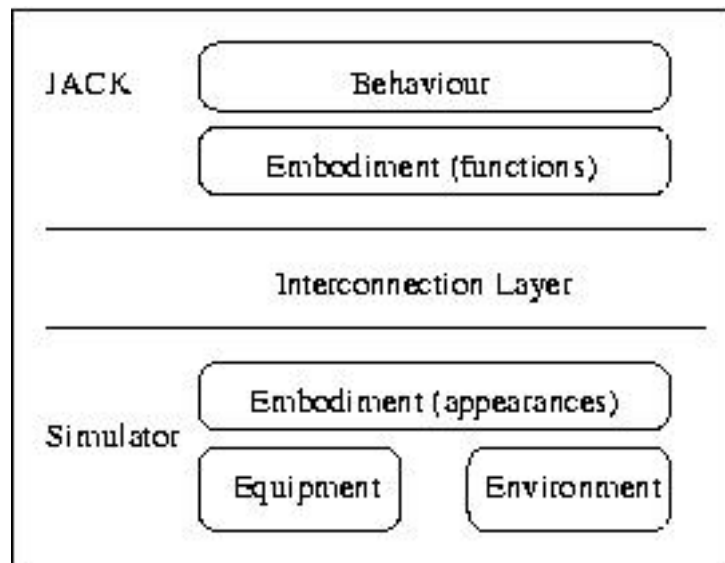 JACK
Behaviour
Embodiment (functions)
Interconnection Layer
Embodiment (appearances)
Simulator
Equipment
Environment